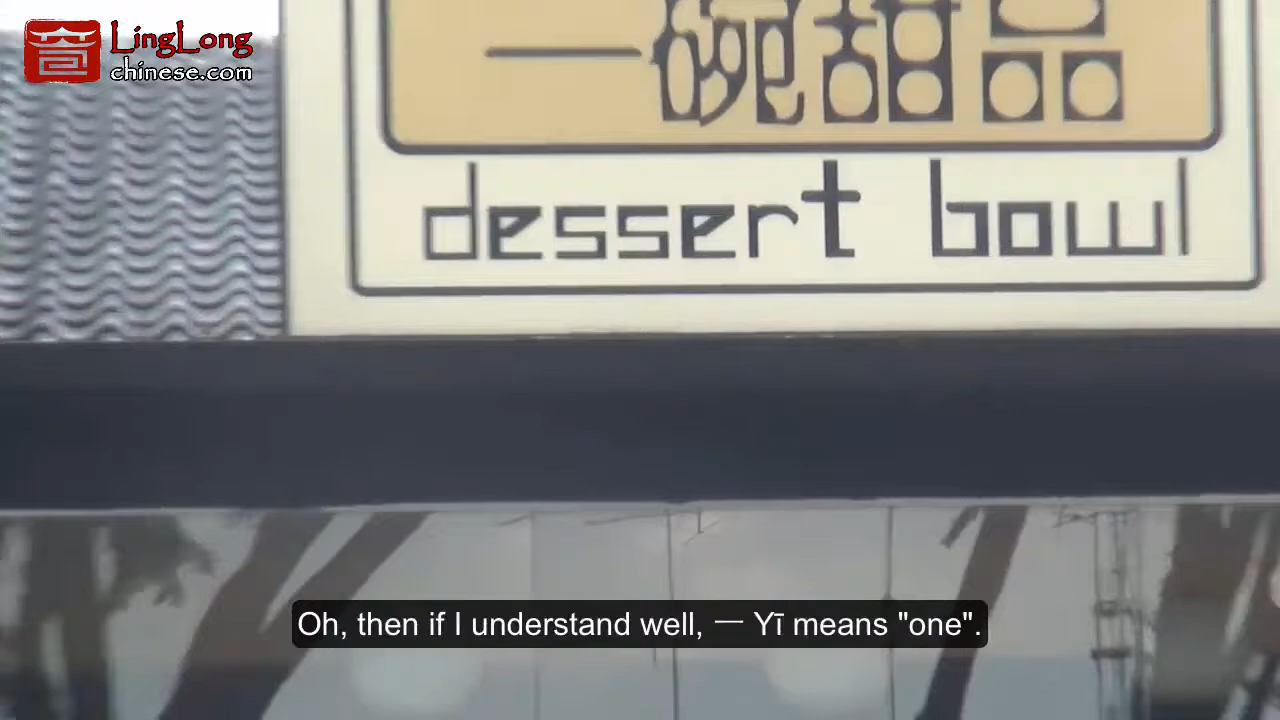 LingLong
chinese.com
一碗甜品
dessert bowl
Oh, then if I understand well, 一 Yī means "one".